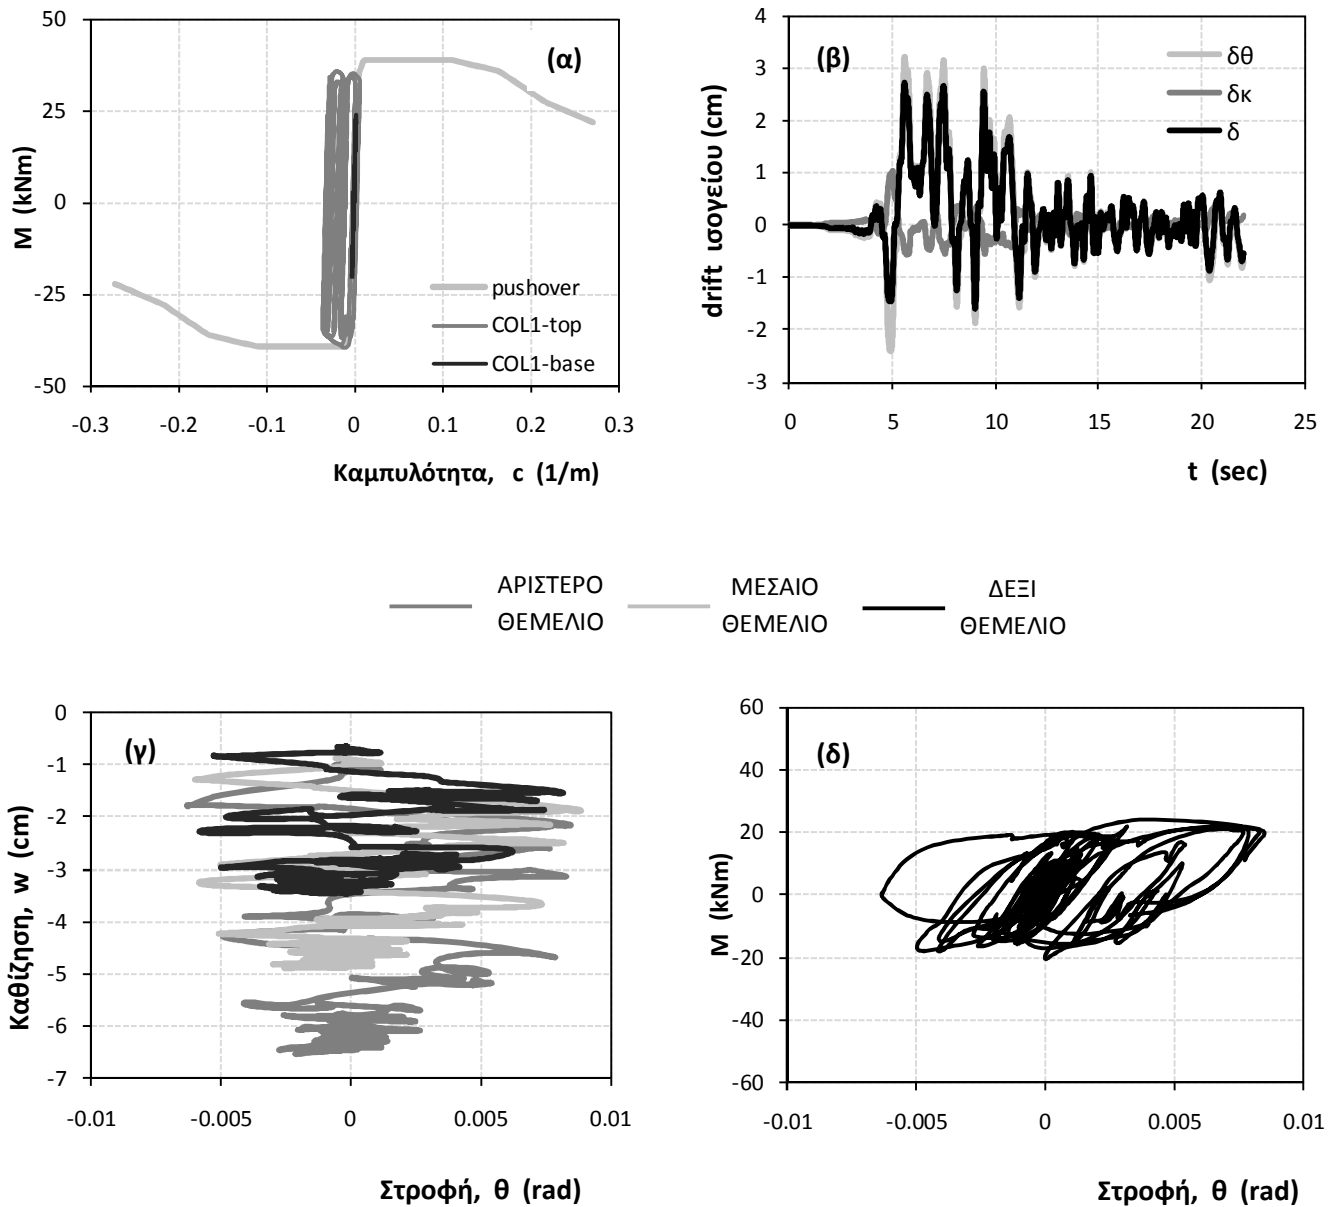 50
25
0
-25
-50
M (kNm)
(α)
pushover
COL1-top
COL1-base
-0.3 -0.2 -0.1 0 0.1 0.2 0.3
Καμπυλότητα, c (1/m)
4
3
2
1
0
-1
-2
-3
drift ισογείου (cm)
(β)
δθ
δκ
δ
0 5 10 15 20 25
t (sec)
ΑΡΙΣΤΕΡΟ ΜΕΣΑΙΟ ΔΕΞΙ
ΘΕΜΕΛΙΟ ΘΕΜΕΛΙΟ ΘΕΜΕΛΙΟ
0
-1
-2
-3
-4
-5
-6
-7
Καθίζηση, w (cm)
(γ)
-0.01 -0.005 0 0.005 0.01
Στροφή, θ (rad)
60
40
20
0
-20
-40
-60
M (kNm)
(δ)
-0.01 -0.005 0 0.005 0.01
Στροφή, θ (rad)